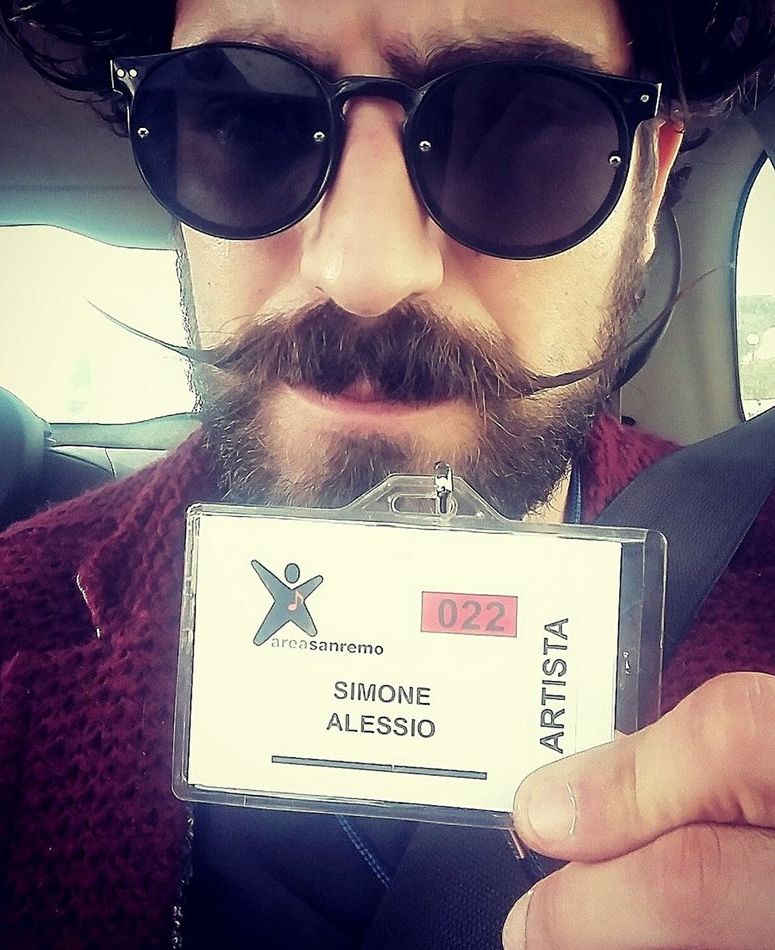 022
areasanremo
SIMONE
ALESSIO
ARTISTA